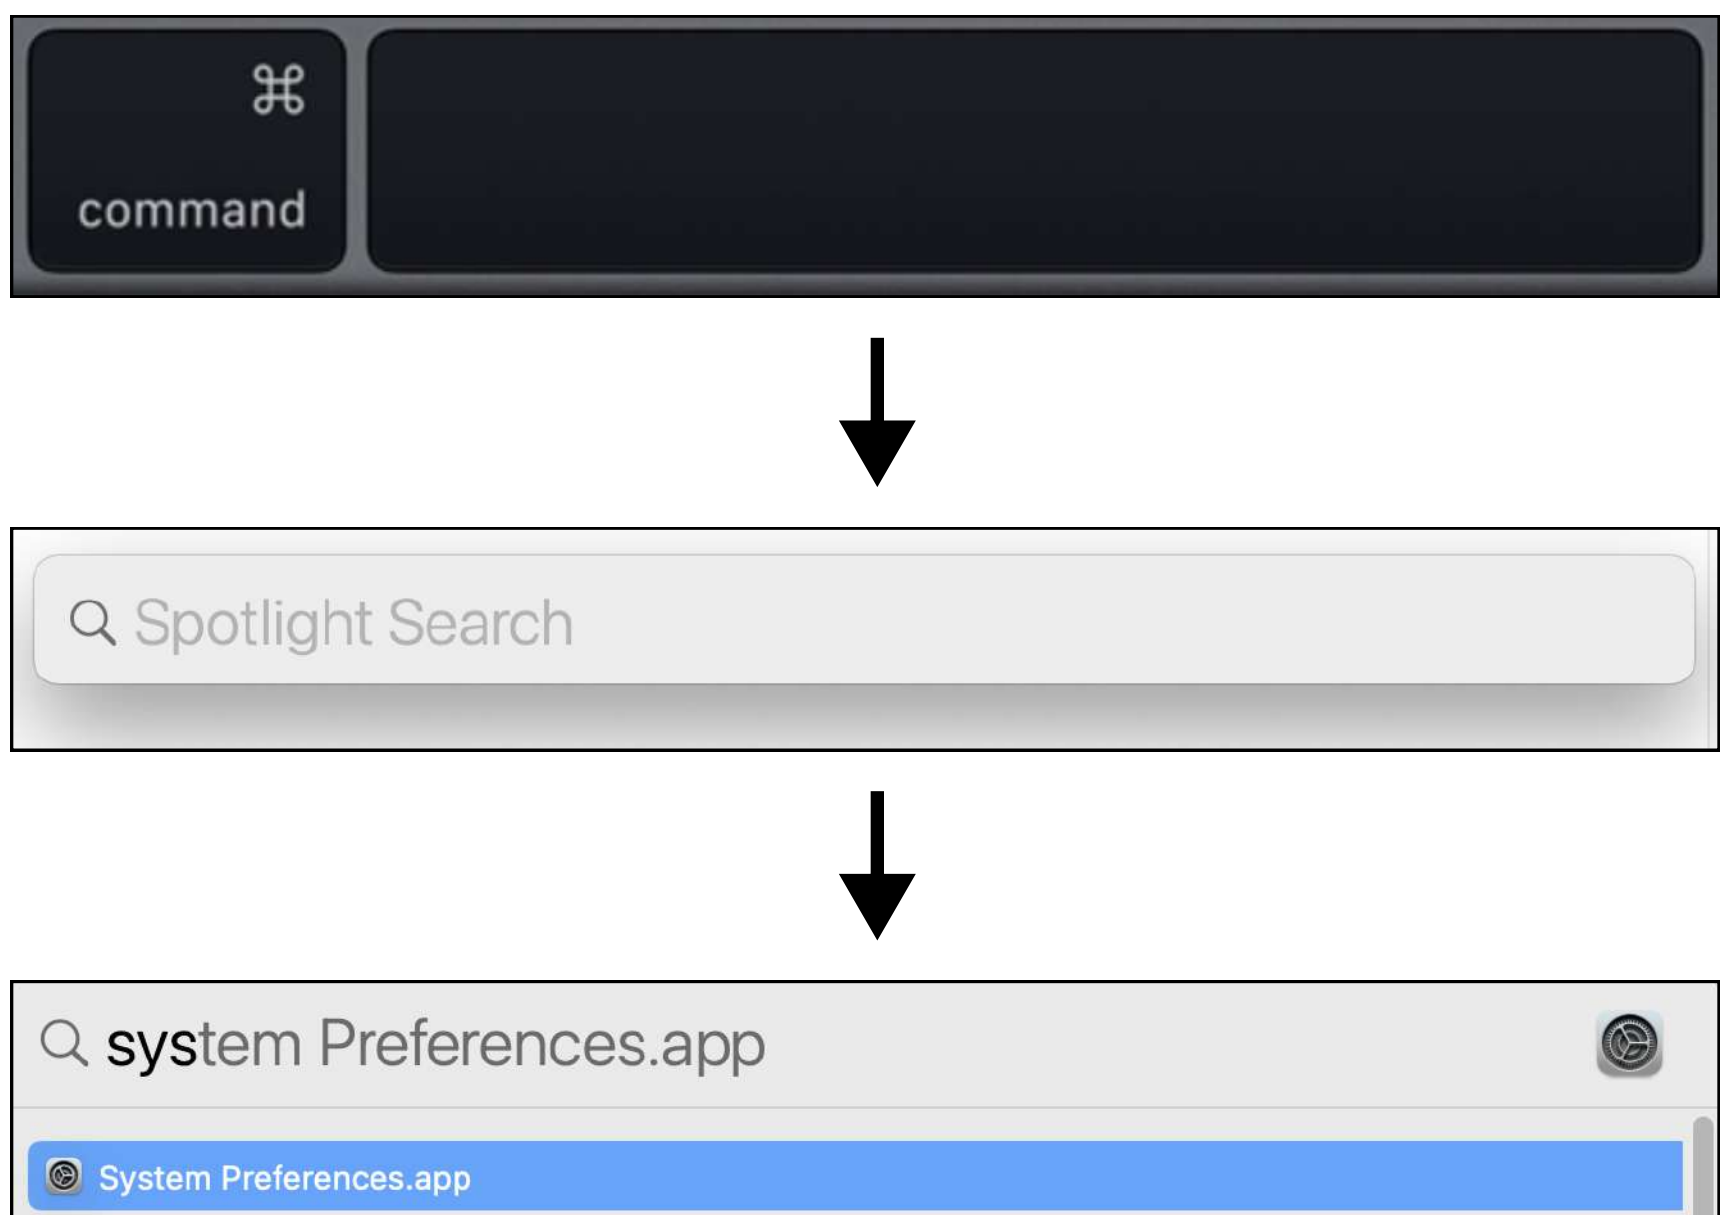 ⌘
command
Spotlight Search
system Preferences.app
System Preferences.app